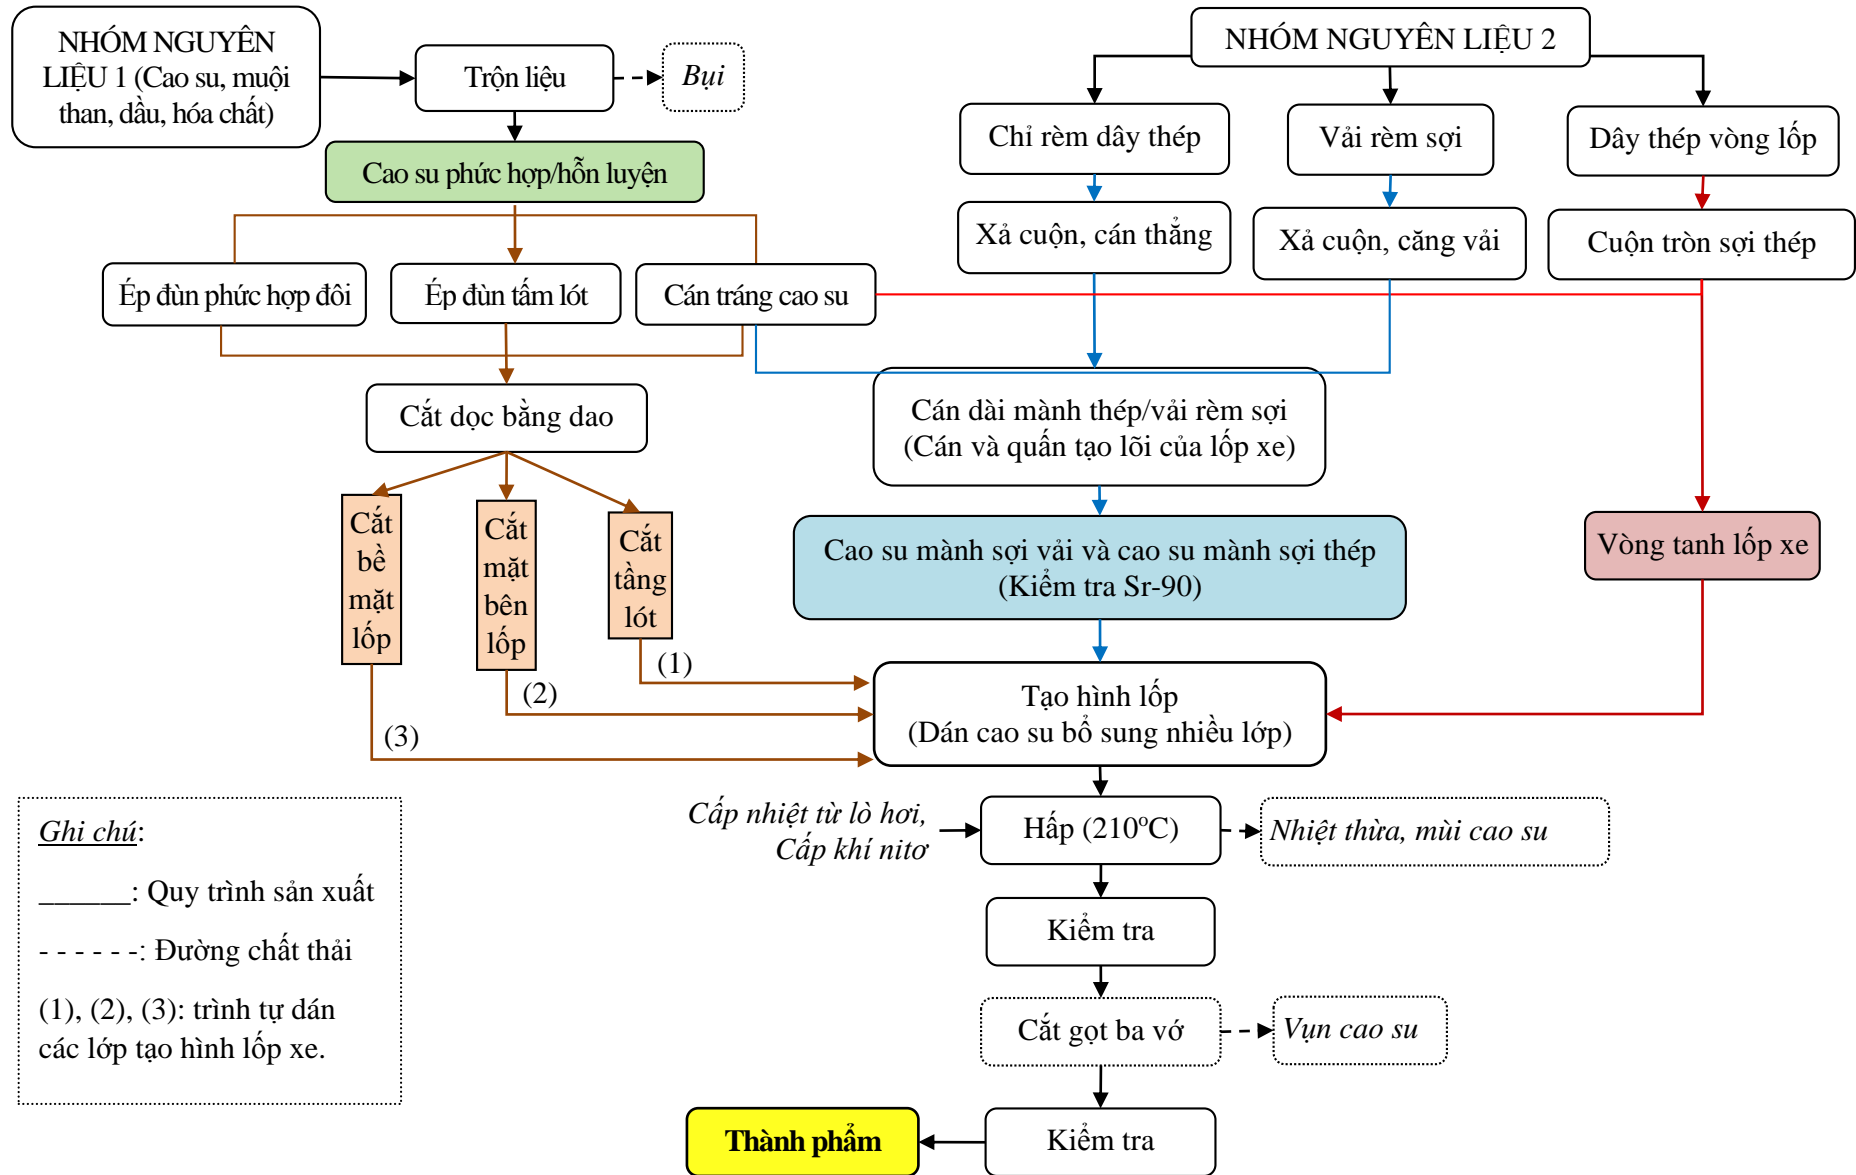 NHÓM NGUYÊN
LIỆU 1 (Cao su, muội
than, dầu, hóa chất)
Trộn liệu
Bụi
NHÓM NGUYÊN LIỆU 2
Cao su phức hợp/hỗn luyện
Chỉ rèm dây thép
Vải rèm sợi
Dây thép vòng lốp
Xả cuộn, cán thẳng
Xả cuộn, căng vải
Cuộn tròn sợi thép
Ép đùn phức hợp đôi
Ép đùn tấm lót
Cán tráng cao su
Cắt dọc bằng dao
Cán dài mành thép/vải rèm sợi
(Cán và quấn tạo lõi của lốp xe)
Cắt
bề
mặt
lốp
Cắt
mặt
bên
lốp
Cắt
tầng
lót
Cao su mành sợi vải và cao su mành sợi thép
(Kiểm tra Sr-90)
Vòng tanh lốp xe
(1)
(2)
(3)
Tạo hình lốp
(Dán cao su bổ sung nhiều lớp)
Cấp nhiệt từ lò hơi,
Cấp khí nitơ
Hấp (210ºC)
Nhiệt thừa, mùi cao su
Kiểm tra
Cắt gọt ba vớ
Vụn cao su
Kiểm tra
Thành phẩm
Ghi chú:
______: Quy trình sản xuất
- - - - - -: Đường chất thải
(1), (2), (3): trình tự dán
các lớp tạo hình lốp xe.